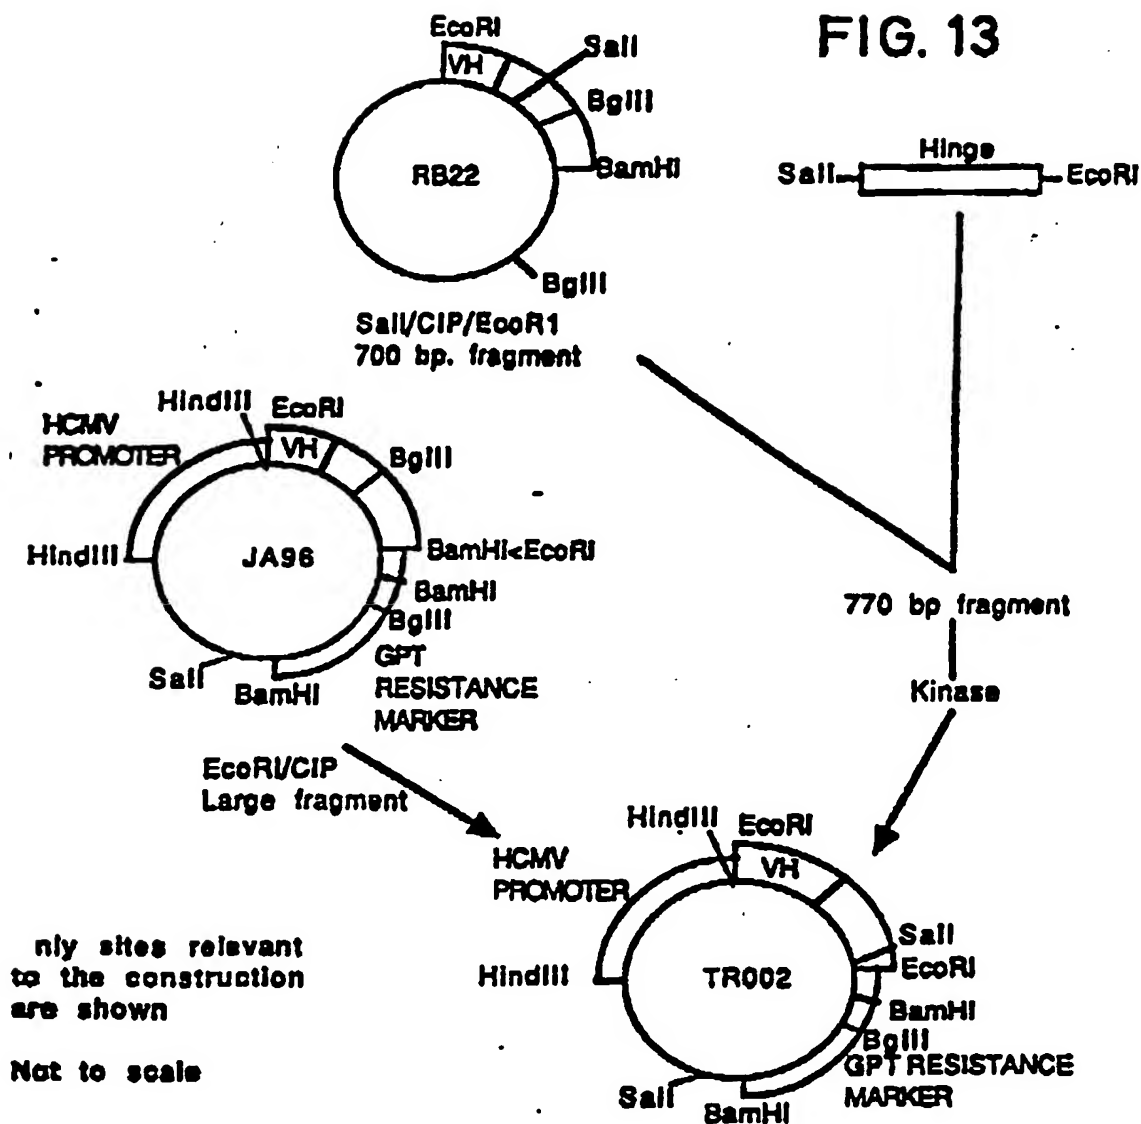 FIG. 13
EcoRI
VH
SalI
BglII
BamHI
RB22
BglII
SalI/CIP/EcoR1
700 bp. fragment
Hinge
SalI
EcoRI
HCMV
PROMOTER
HindIII
EcoRI
VH
BglII
HindIII
JA96
BamHI<EcoRI
BamHI
BglII
GPT
RESISTANCE
MARKER
SalI
BamHI
770 bp fragment
Kinase
EcoRI/CIP
Large fragment
HCMV
PROMOTER
HindIII
EcoRI
VH
SalI
EcoRI
HindIII
TR002
BamHI
BglII
GPT RESISTANCE
MARKER
SalI
BamHI
nly sites relevant
to the construction
are shown
Not to scale